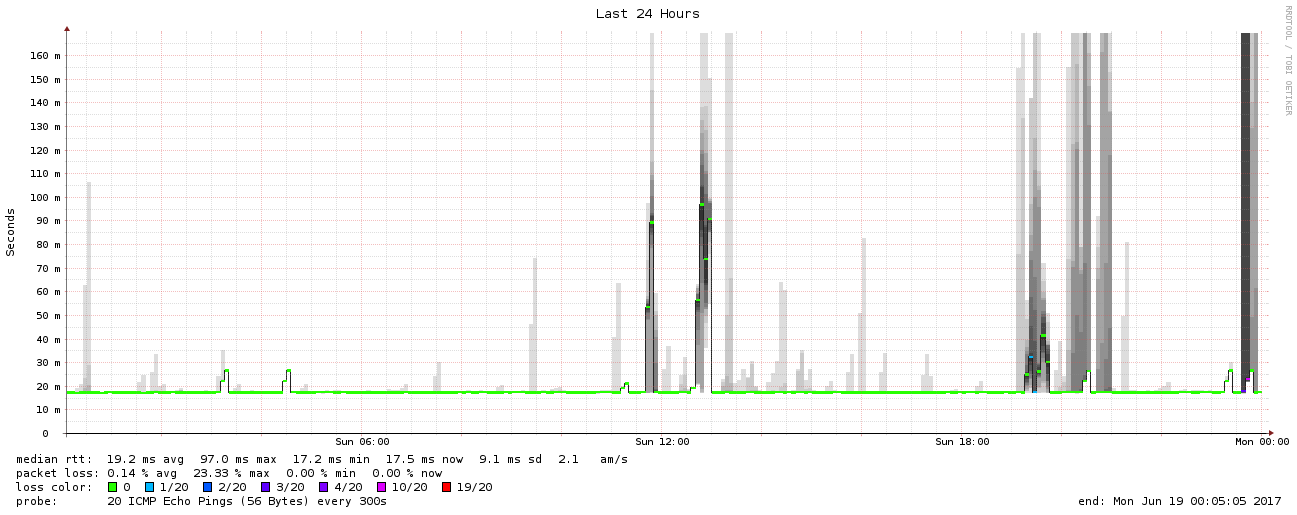 Last 24 Hours
RRDTOOL / TOBI OETIKER
Seconds
160 m
150 m
140 m
130 m
120 m
110 m
100 m
90 m
80 m
70 m
60 m
50 m
40 m
30 m
20 m
10 m
0
Sun 06:00 Sun 12:00 Sun 18:00 Mon 00:00
median rtt: 19.2 ms avg 97.0 ms max 17.2 ms min 17.5 ms now 9.1 ms sd 2.1 am/s
packet loss: 0.14 % avg 23.33 % max 0.00 % min 0.00 % now
loss color: 0 1/20 2/20 3/20 4/20 10/20 19/20
probe: 20 ICMP Echo Pings (56 Bytes) every 300s end: Mon Jun 19 00:05:05 2017